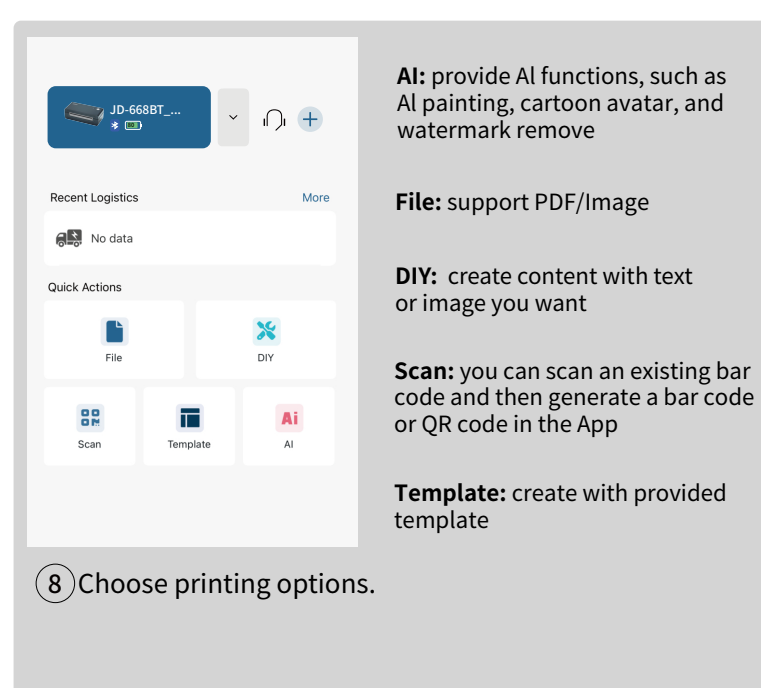 JD-668BT_...
Recent Logistics
More
No data
Quick Actions
File
DIY
Scan
Template
Ai
AI
AI: provide Al functions, such as
Al painting, cartoon avatar, and
watermark remove
File: support PDF/Image
DIY: create content with text
or image you want
Scan: you can scan an existing bar
code and then generate a bar code
or QR code in the App
Template: create with provided
template
8 Choose printing options.